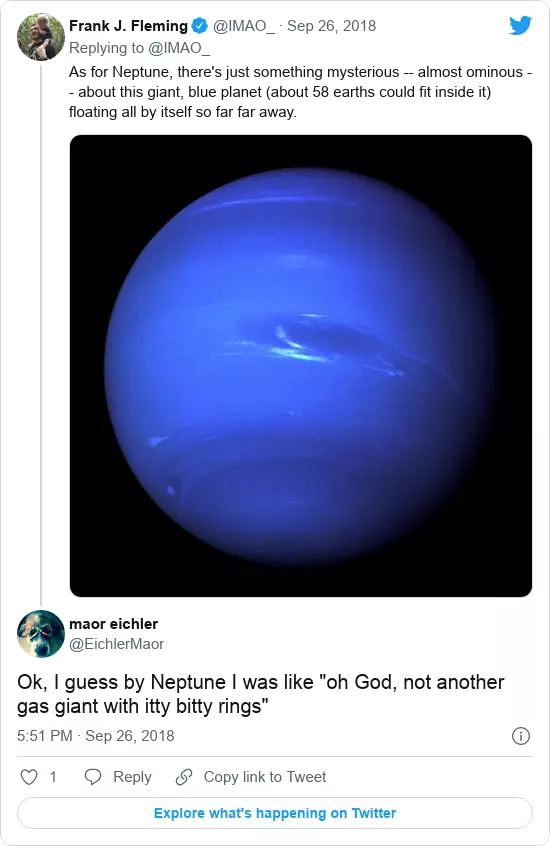 Frank J. Fleming @IMAO_ · Sep 26, 2018
Replying to @IMAO_
As for Neptune, there's just something mysterious -- almost ominous -
- about this giant, blue planet (about 58 earths could fit inside it)
floating all by itself so far far away.
maor eichler
@EichlerMaor
Ok, I guess by Neptune I was like "oh God, not another
gas giant with itty bitty rings"
5:51 PM · Sep 26, 2018
1 Reply Copy link to Tweet
Explore what's happening on Twitter